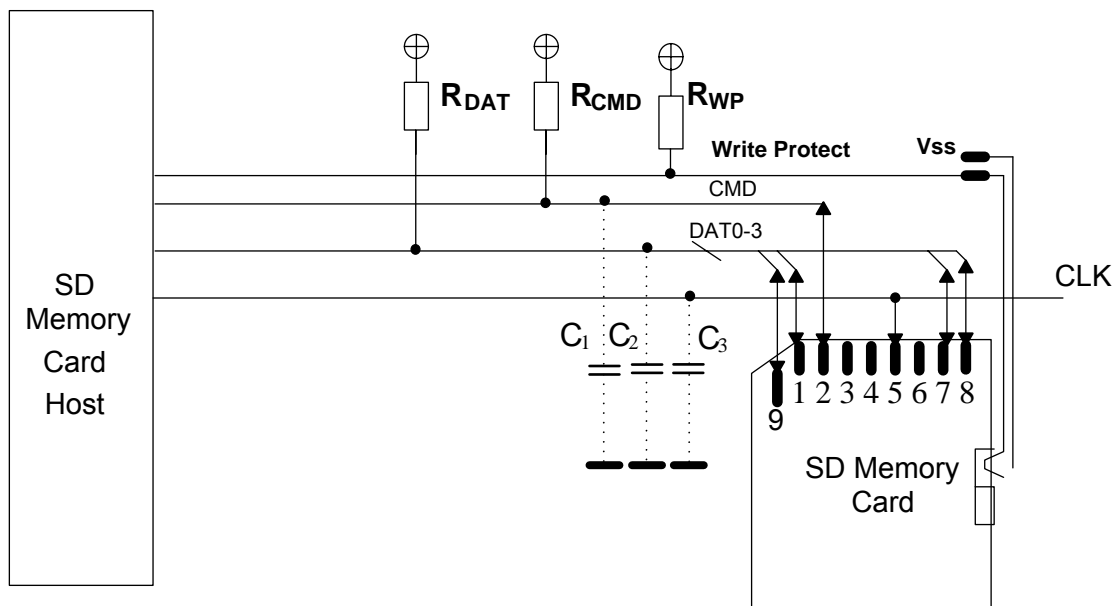 RDAT
RCMD
RWP
Write Protect
Vss
CMD
DAT0-3
CLK
SD
Memory
Card
Host
C1
C2
C3
1 2 3 4 5 6 7 8
9
SD Memory
Card